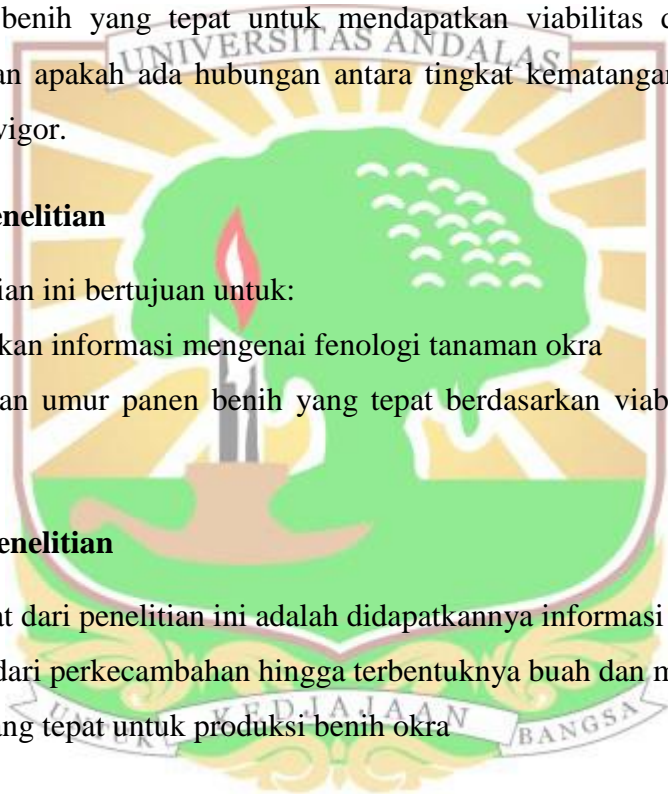 benih yang tepat untuk mendapatkan viabilitas
UNIVERSITAS ANDALAS
apakah ada hubungan antara tingkat kematangan
vigor.
enelitian
ian ini bertujuan untuk:
kan informasi mengenai fenologi tanaman okra
an umur panen benih yang tepat berdasarkan viab
enelitian
at dari penelitian ini adalah didapatkannya informasi
dari perkecambahan hingga terbentuknya buah dan m
ang tepat untuk produksi benih okra
UNTUK KEDJAJAAN BANGSA